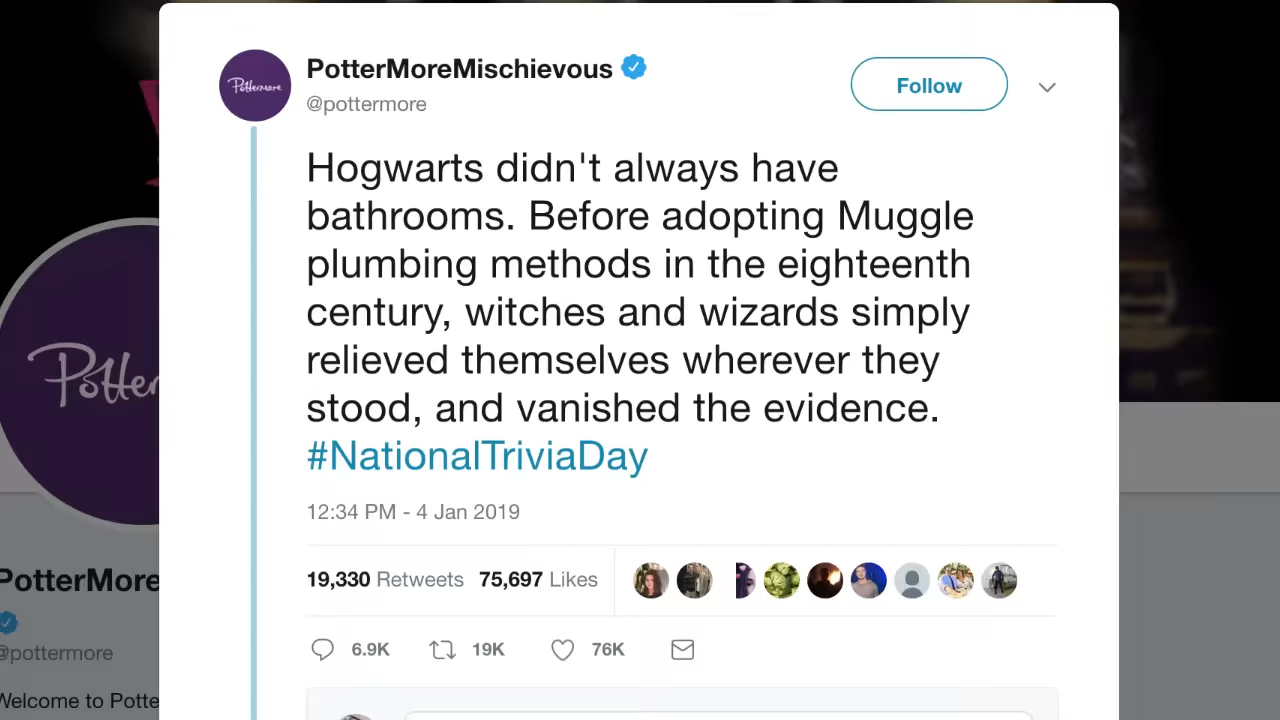 Pottermore
PotterMoreMischievous
@pottermore
Follow
Hogwarts didn't always have
bathrooms. Before adopting Muggle
plumbing methods in the eighteenth
century, witches and wizards simply
relieved themselves wherever they
stood, and vanished the evidence.
#NationalTriviaDay
12:34 PM - 4 Jan 2019
19,330 Retweets 75,697 Likes
6.9K 19K 76K
Potter
PotterMore
@pottermore
Welcome to Potte